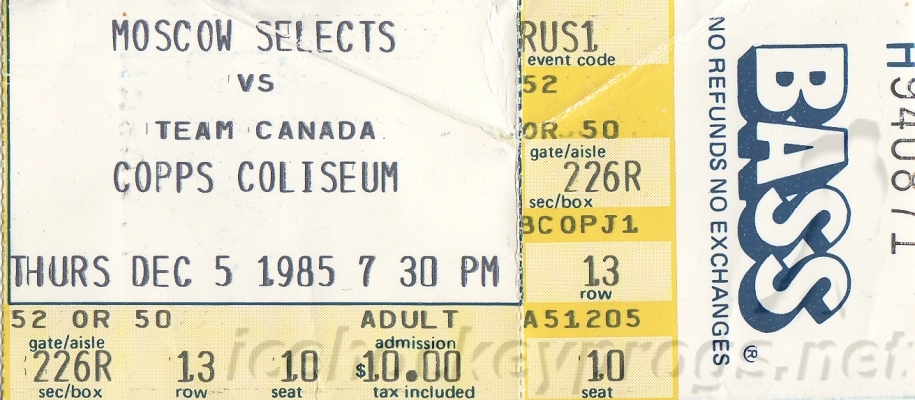 MOSCOW SELECTS
VS
TEAM CANADA
COPPS COLISEUM
THURS DEC 5 1985 7 30 PM
52 OR 50 ADULT
gate/aisle admission
226R 13 10 $10.00
sec/box row seat tax included
RUS1
event code
52
OR 50
gate/aisle
226R
sec/box
BCOPJ1
13
row
A51205
10
seat
NO REFUNDS NO EXCHANGES
BASS®
H940871
icehockeyprogs.net